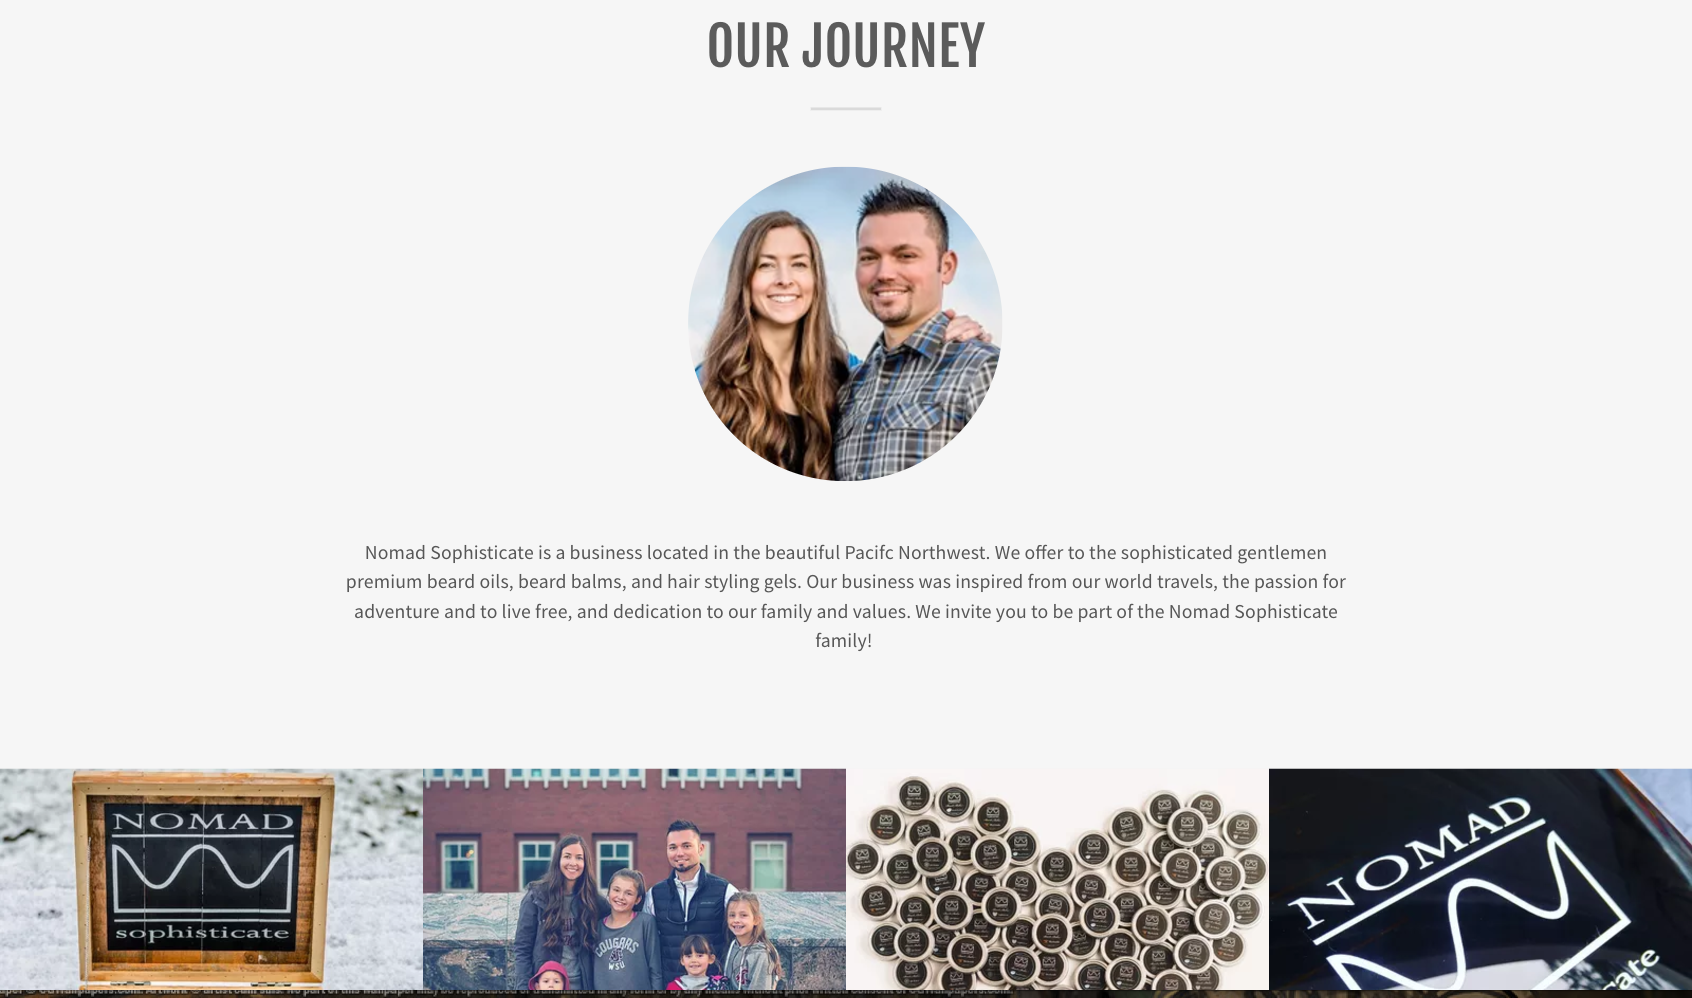 OUR JOURNEY
Nomad Sophisticate is a business located in the beautiful Pacifc Northwest. We offer to the sophisticated gentlemen
premium beard oils, beard balms, and hair styling gels. Our business was inspired from our world travels, the passion for
adventure and to live free, and dedication to our family and values. We invite you to be part of the Nomad Sophisticate
family!
NOMAD
sophisticate
COUGARS
WSU
NOMAD
cate